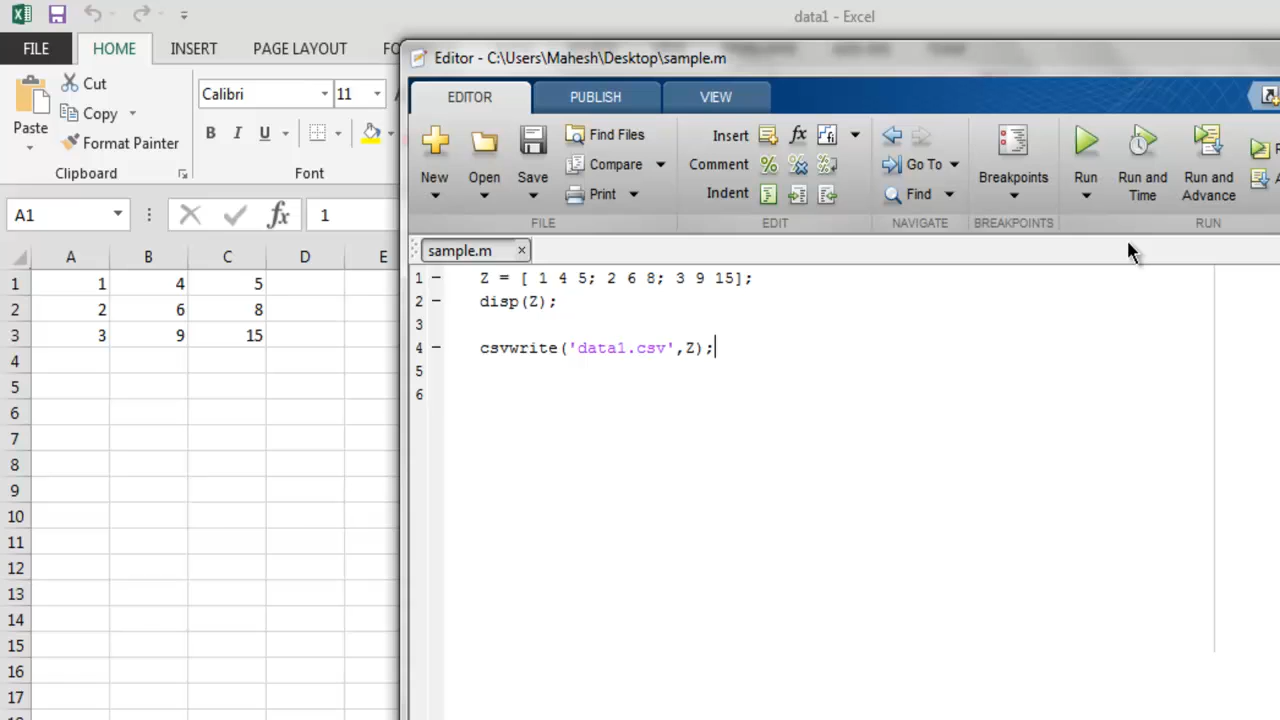 data1 - Excel
FILE HOME INSERT PAGE LAYOUT FO
Cut
Copy
Format Painter
Paste
Clipboard
Calibri 11
B I U
Font
A1 fx 1
A B C D E
1 1 4 5
2 2 6 8
3 3 9 15
4
5
6
7
8
9
10
11
12
13
14
15
16
17
Editor - C:\Users\Mahesh\Desktop\sample.m
EDITOR PUBLISH VIEW
New Open Save
Find Files
Compare
Print
FILE
Insert fx
Comment
Indent
EDIT
Go To
Find
NAVIGATE
Breakpoints
BREAKPOINTS
Run
Run and Time
Run and Advance
RUN
sample.m
1 Z = [ 1 4 5; 2 6 8; 3 9 15];
2 disp(Z);
3
4 csvwrite('data1.csv',Z);
5
6